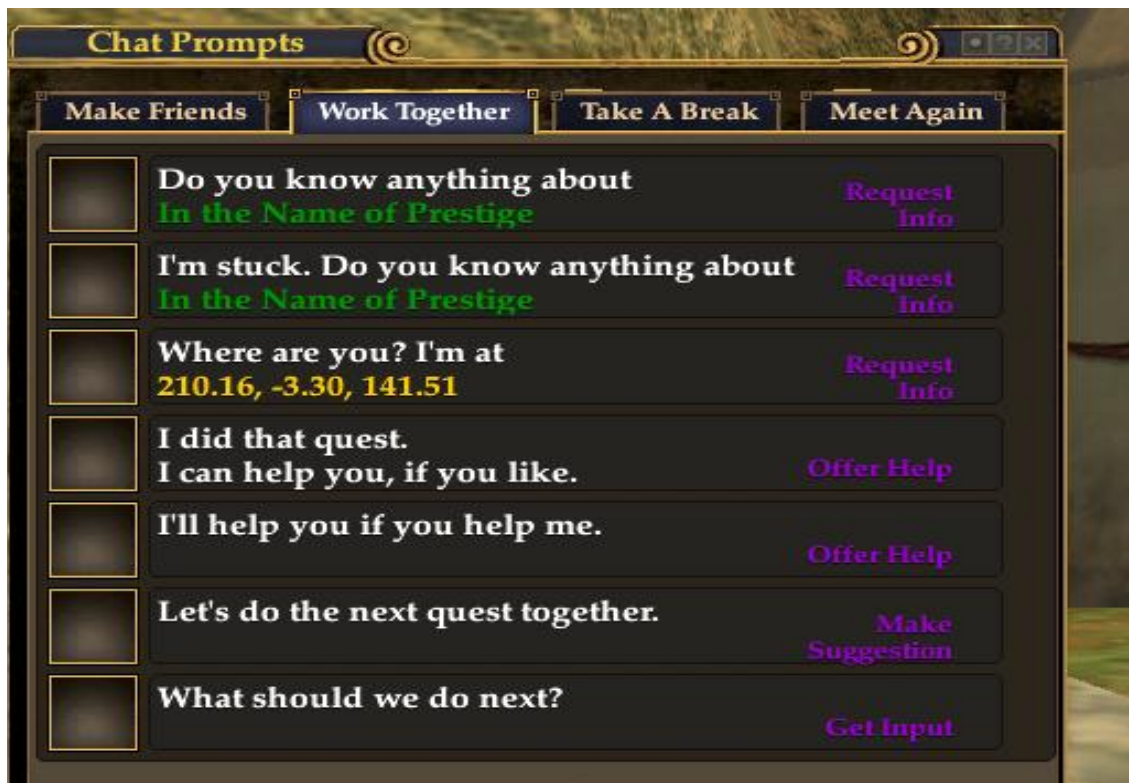 Chat Prompts
Make Friends
Work Together
Take A Break
Meet Again
Do you know anything about
In the Name of Prestige
Request
Info
I'm stuck. Do you know anything about
In the Name of Prestige
Request
Info
Where are you? I'm at
210.16, -3.30, 141.51
Request
Info
I did that quest.
I can help you, if you like.
Offer Help
I'll help you if you help me.
Offer Help
Let's do the next quest together.
Make
Suggestion
What should we do next?
Get Input